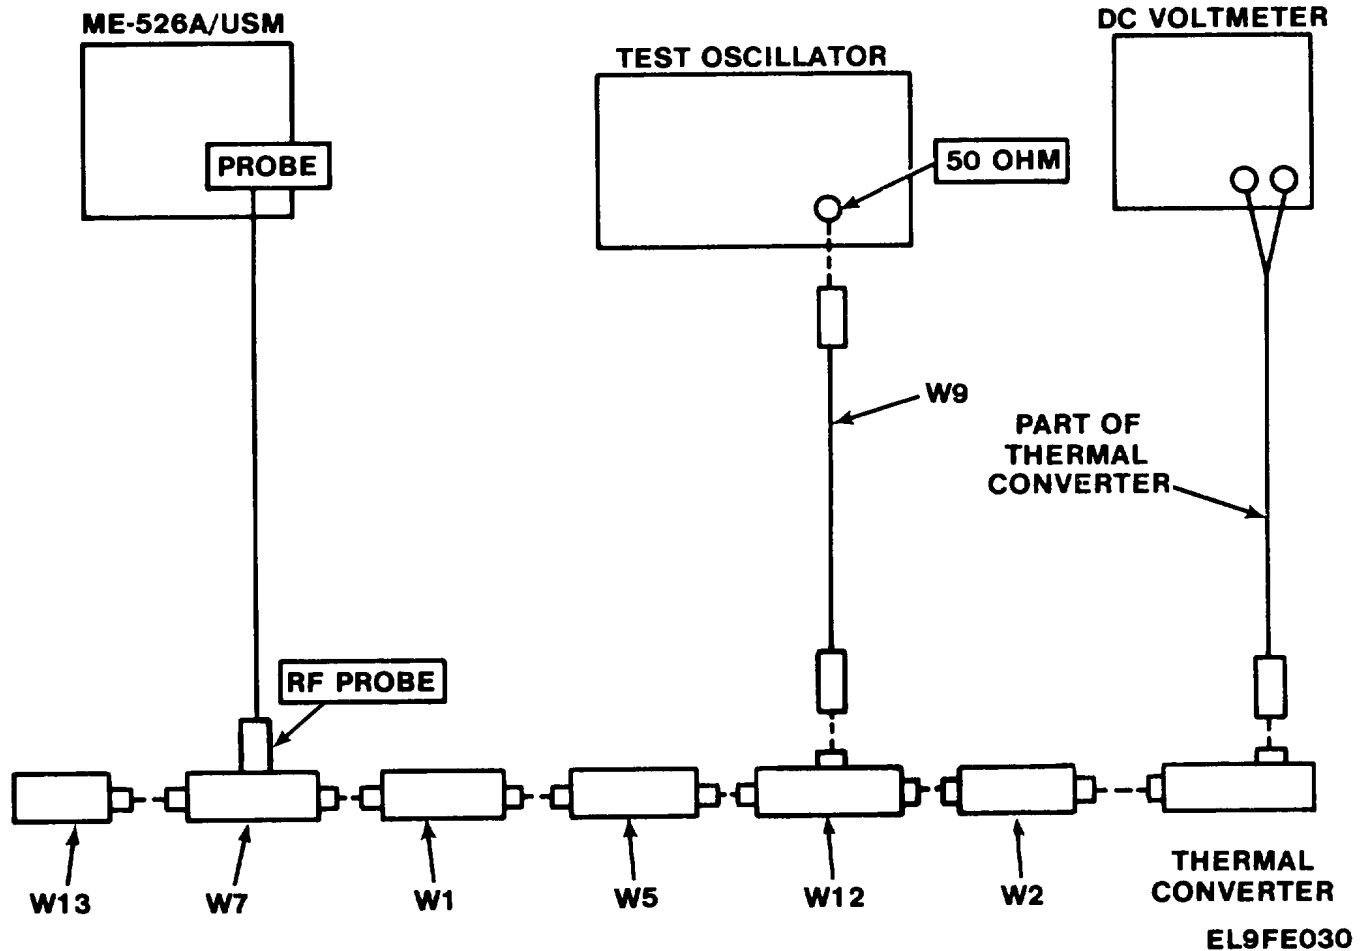 ME-526A/USM
TEST OSCILLATOR
DC VOLTMETER
PROBE
50 OHM
W9
PART OF
THERMAL
CONVERTER
RF PROBE
W13
W7
W1
W5
W12
W2
THERMAL
CONVERTER
EL9FE030